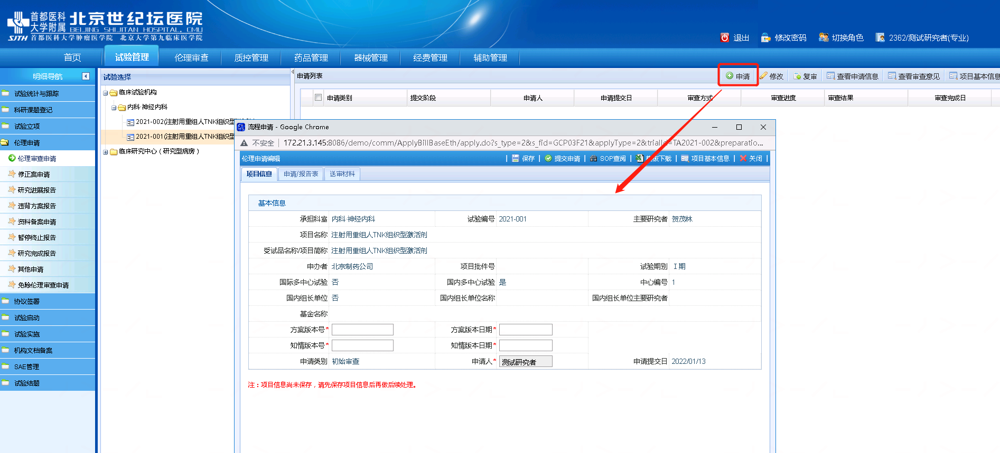 首都医科
大学附属
北京世纪坛医院
BEIJING SHIJITAN HOSPITAL, CMU
SJTH 首都医科大学肿瘤医学院 北京大学第九临床医学院
退出 修改密码 切换角色 2362/测试研究者(专业)
首页 试验管理 伦理审查 质控管理 药品管理 器械管理 经费管理 辅助管理
明细导航
试验统计与跟踪
科研课题登记
试验立项
伦理申请
伦理审查申请
修正案申请
研究进展报告
违背方案报告
资料备案申请
暂停终止报告
研究完成报告
其他申请
免除伦理审查申请
协议签署
试验启动
试验实施
机构文档备案
SAE管理
试验结题
试验选择
临床试验机构
内科·神经内科
2021-002(注射用重组人TNK组织型
2021-001(注射用重组人TNK组织型
临床研究中心（研究型病房）
申请列表
申请 修改 复审 查看申请信息 查看审查意见 项目基本信息
申请类别 提交阶段 申请人 申请提交日 审查方式 审查进度 审查结果 审查完成日
流程申请 - Google Chrome
不安全 | 172.21.3.145:8086/demo/comm/ApplyBillBaseEth/apply.do?s_type=2&s_fid=GCP03F21&applyType=2&trialId=TA2021-002&preparatio...
伦理申请编辑
| 保存 | 提交申请 | SOP查阅 | 模板下载 | 项目基本信息 | 关闭 |
项目信息 申请/报告表 送审材料
基本信息
承担科室 内科·神经内科 试验编号 2021-001 主要研究者 贺茂林
项目名称 注射用重组人TNK组织型激活剂
受试品名称/项目简称 注射用重组人TNK组织型激活剂
申办者 北京制药公司 项目批件号 试验期别 Ⅰ期
国际多中心试验 否 国内多中心试验 是 中心编号 1
国内组长单位 否 国内组长单位名称 国内组长单位主要研究者
基金名称
方案版本号* 方案版本日期*
知情版本号* 知情版本日期*
申请类别 初始审查 申请人* 测试研究者 申请提交日 2022/01/13
注：项目信息尚未保存，请先保存项目信息后再做后续处理。